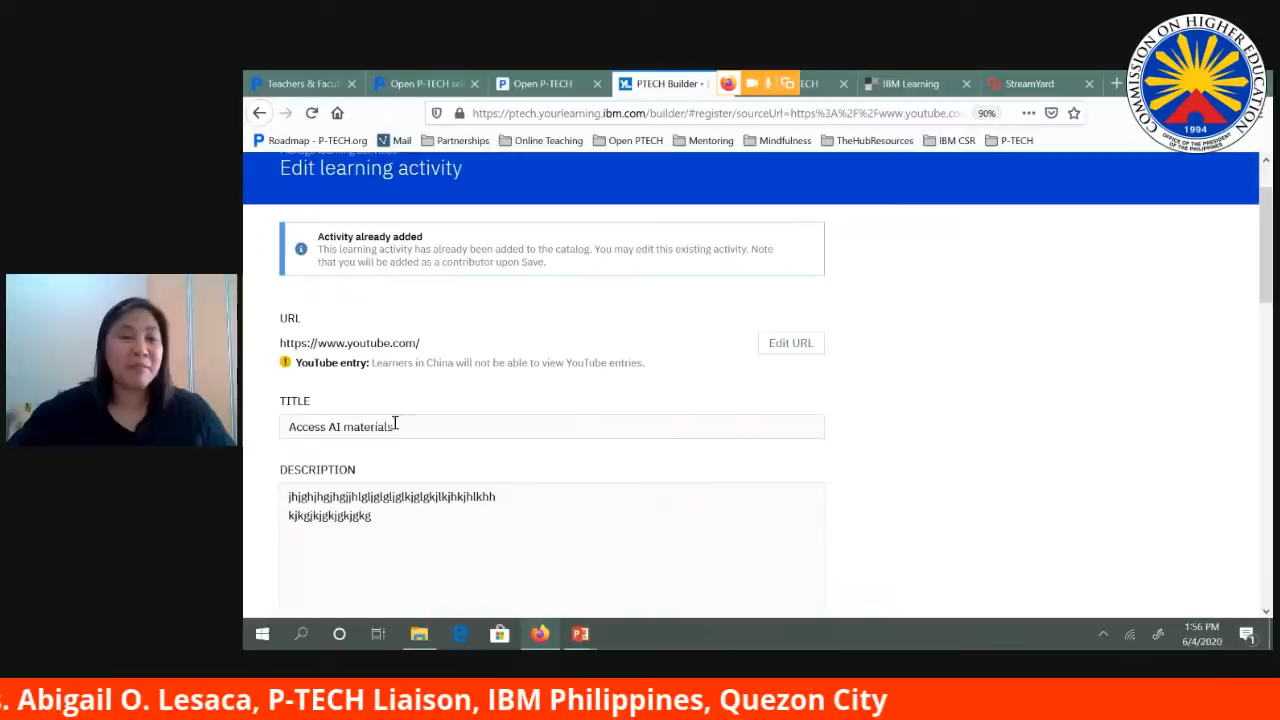 COMMISSION ON HIGHER EDUCATION
OFFICE OF THE PRESIDENT
OF THE PHILIPPINES
1994
Teachers & Facul
Open P-TECH sel
Open P-TECH
PTECH Builder •
ECH
IBM Learning
StreamYard
https://ptech.yourlearning.ibm.com/builder/#register/sourceUrl=https%3A%2F%2Fwww.youtube.co
90%
Roadmap - P-TECH.org
Mail
Partnerships
Online Teaching
Open PTECH
Mentoring
Mindfulness
TheHubResources
IBM CSR
P-TECH
Edit learning activity
Activity already added
This learning activity has already been added to the catalog. You may edit this existing activity. Note
that you will be added as a contributor upon Save.
URL
https://www.youtube.com/
Edit URL
YouTube entry: Learners in China will not be able to view YouTube entries.
TITLE
Access AI materials
DESCRIPTION
kjkgjkjgkjgkjgkg
1:56 PM
6/4/2020
s. Abigail O. Lesaca, P-TECH Liaison, IBM Philippines, Quezon City